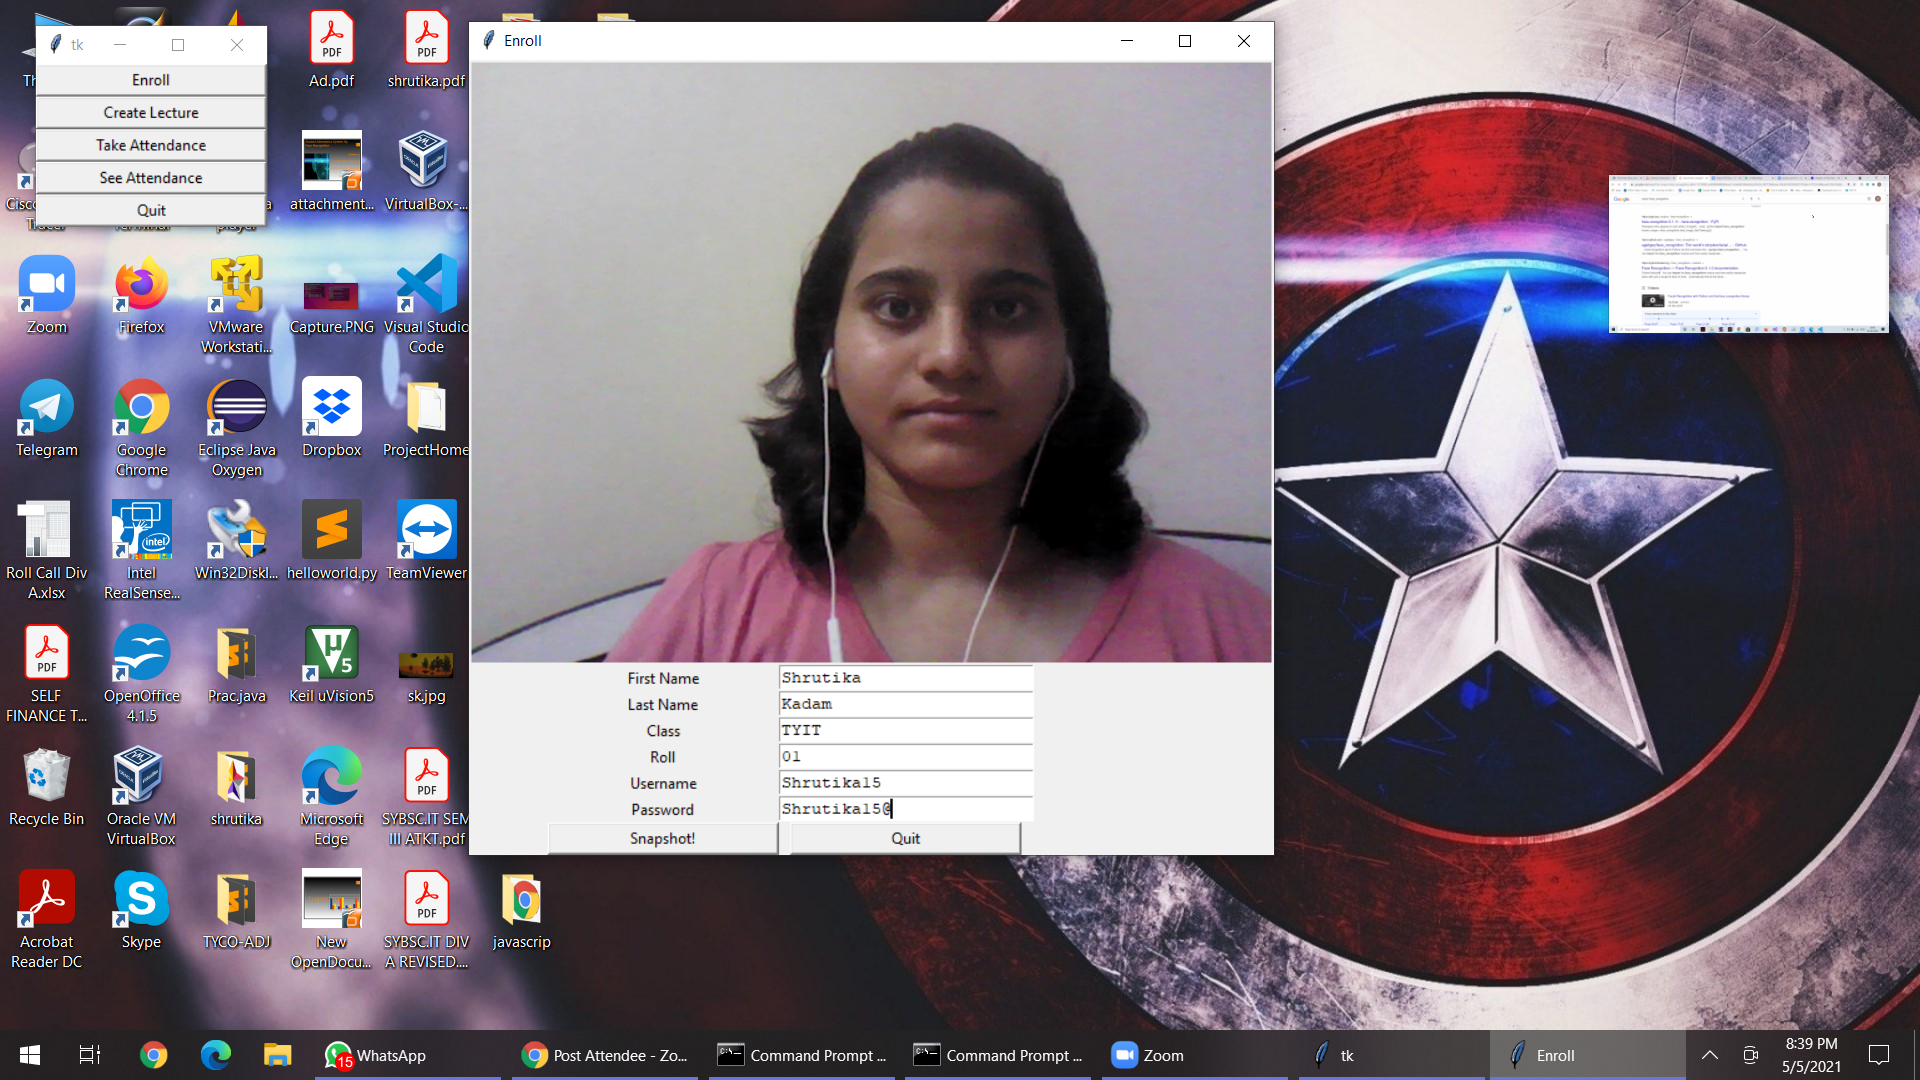 tk
Enroll
Create Lecture
Take Attendance
See Attendance
Quit
Ad.pdf
shrutika.pdf
attachment...
VirtualBox-...
Zoom
Firefox
VMware
Workstati...
Capture.PNG
Visual Studio
Code
Telegram
Google
Chrome
Eclipse Java
Oxygen
Dropbox
ProjectHome
Roll Call Div
A.xlsx
Intel
RealSense...
Win32DiskI...
helloworld.py
TeamViewer
SELF
FINANCE T...
OpenOffice
4.1.5
Prac.java
Keil uVision5
sk.jpg
Recycle Bin
Oracle VM
VirtualBox
shrutika
Microsoft
Edge
SYBSC.IT SEM
III ATKT.pdf
Acrobat
Reader DC
Skype
TYCO-ADJ
New
OpenDocu...
SYBSC.IT DIV
A REVISED....
javascrip
Enroll
First Name
Shrutika
Last Name
Kadam
Class
TYIT
Roll
01
Username
Shrutika15
Password
Shrutika15@
Snapshot!
Quit
15
WhatsApp
Post Attendee - Zo...
Command Prompt ...
Command Prompt ...
Zoom
tk
Enroll
8:39 PM
5/5/2021